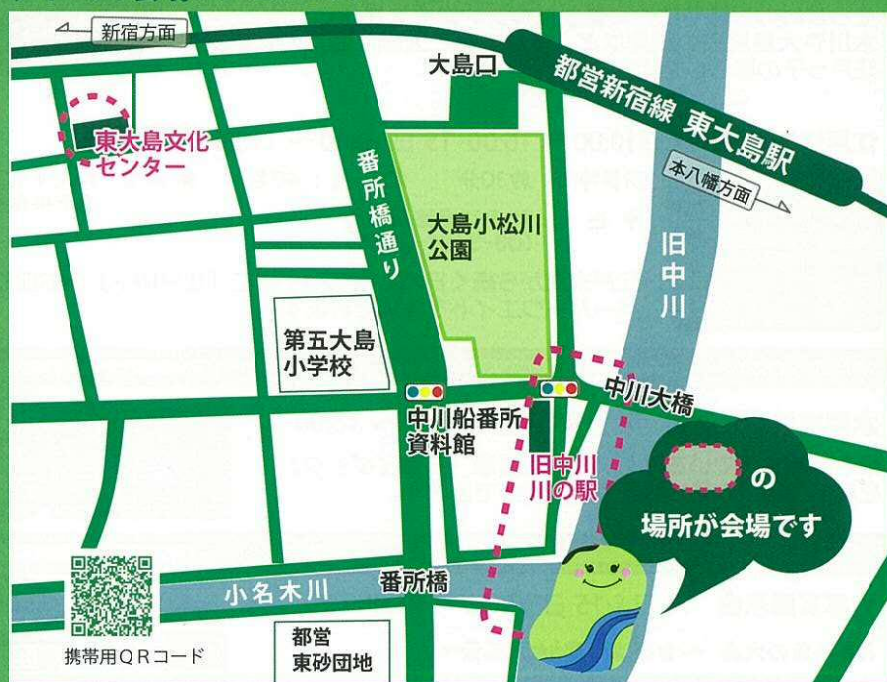 新宿方面
大島口
都営新宿線 東大島駅
本八幡方面
東大島文化
センター
番所橋通り
大島小松川
公園
旧中川
第五大島
小学校
中川大橋
中川船番所
資料館
旧中川
川の駅
の
場所が会場です
小名木川
番所橋
都営
東砂団地
携帯用QRコード